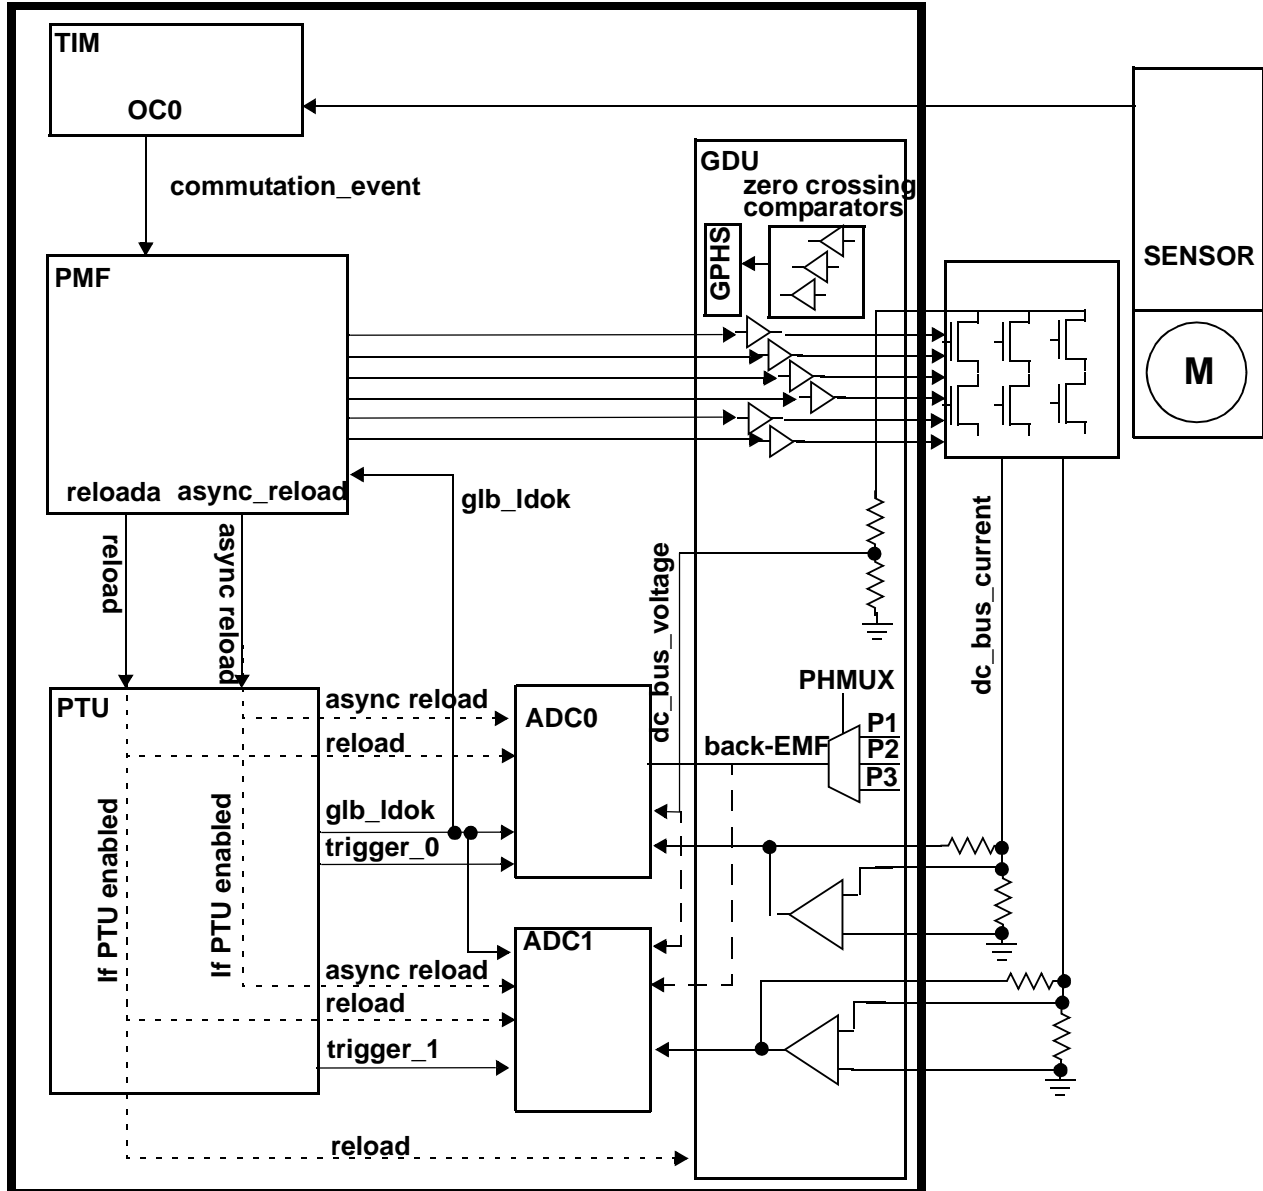 TIM
OC0
commutation_event
GDU
zero crossing
comparators
GPHS
SENSOR
PMF
M
reloada
async_reload
glb_ldok
reload
async reload
dc_bus_voltage
dc_bus_current
PHMUX
PTU
async reload
ADC0
reload
back-EMF
P1
P2
P3
If PTU enabled
If PTU enabled
glb_ldok
trigger_0
ADC1
async reload
reload
trigger_1
reload